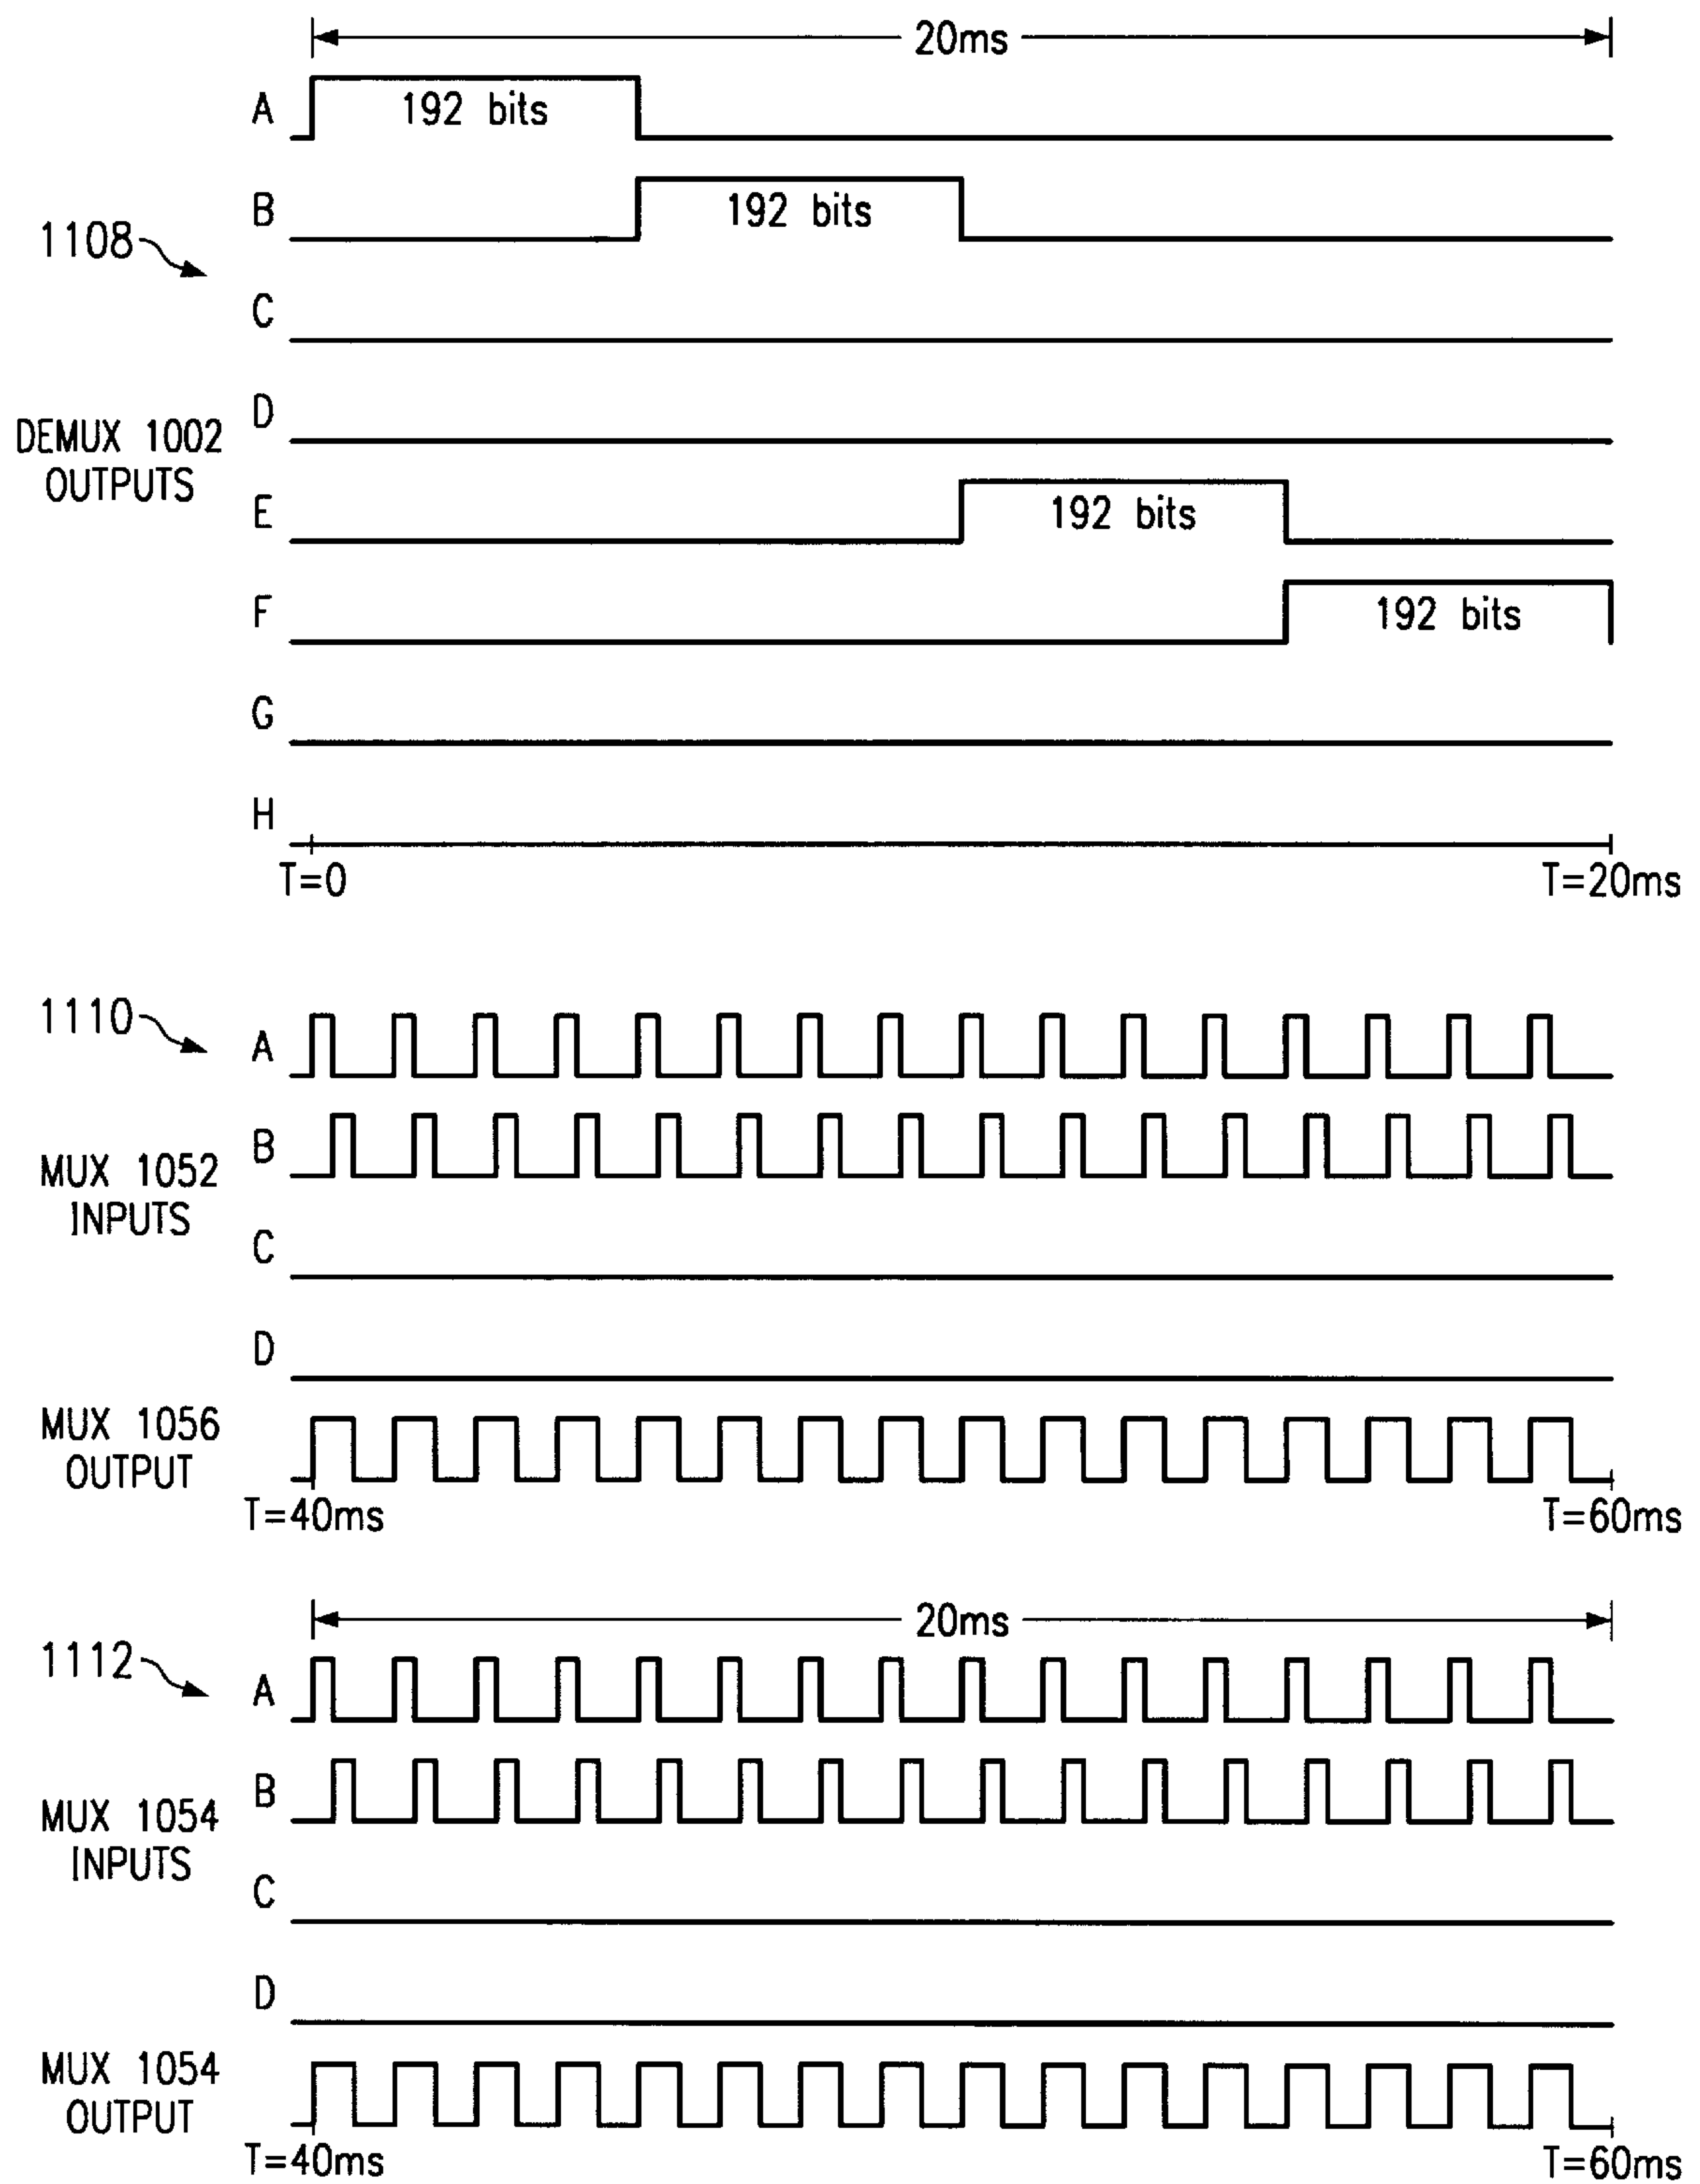 20ms
A
192 bits
B
192 bits
1108
C
D
DEMUX 1002
OUTPUTS
E
192 bits
F
192 bits
G
H
T=0
T=20ms
1110
A
B
MUX 1052
INPUTS
C
D
MUX 1056
OUTPUT
T=40ms
T=60ms
20ms
1112
A
B
MUX 1054
INPUTS
C
D
MUX 1054
OUTPUT
T=40ms
T=60ms